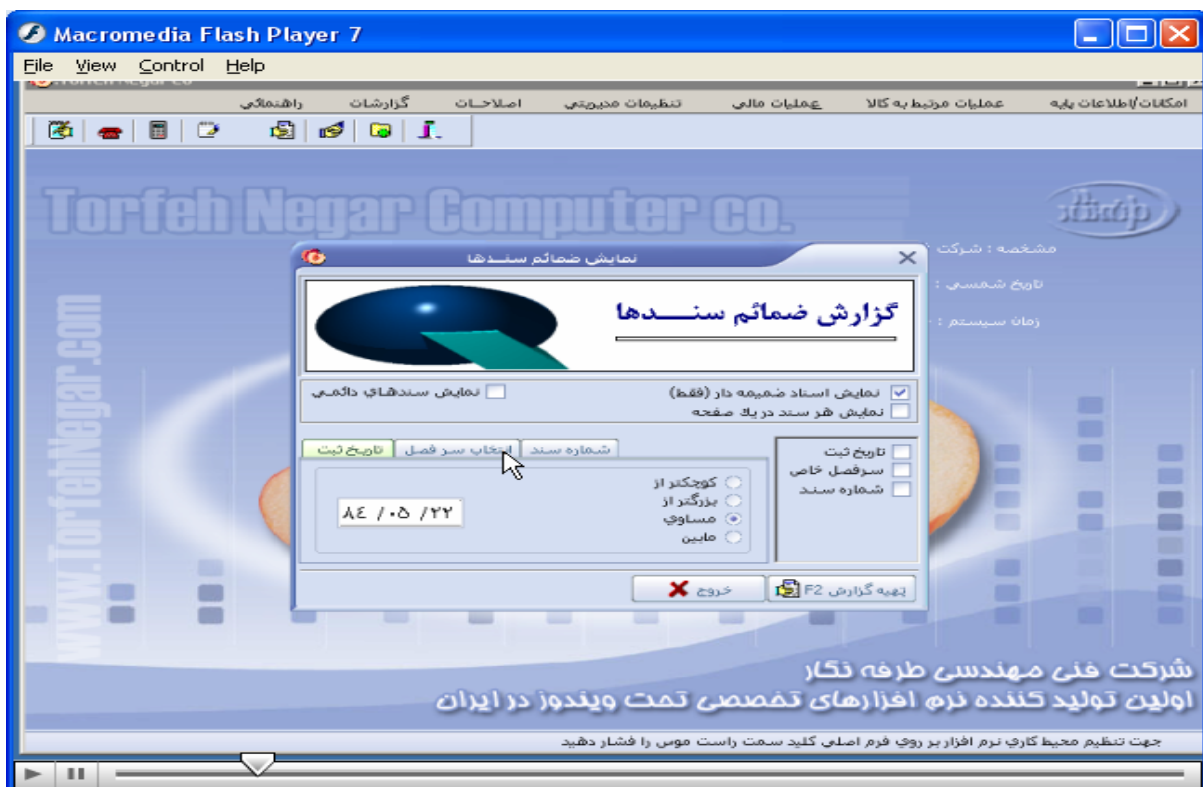 Macromedia Flash Player 7
File View Control Help
امکانات/اطلاعات پایه عملیات مرتبط به کالا عملیات مالی تنظیمات مدیریتی اصلاحات گزارشات راهنمائی
Torfeh Negar Computer co.
www.TorfehNegar.com
مشخصه : شرکت
تاریخ شمسی :
زمان سیستم :
نمایش ضمائم سندها
گزارش ضمائم سندها
نمایش اسناد ضمیمه دار (فقط) نمایش سندهاي دائمی
نمایش هر سند در یك صفحه
تاریخ ثبت
سرفصل خاص
شماره سند
شماره سند انتخاب سر فصل تاریخ ثبت
کوچکتر از
بزرگتر از
مساوي
مابین
۸٤ /۰۵ /۲۲
تهیه گزارش F2 خروج
شرکت فنی مهندسی طرفه نگار
اولین تولید کننده نرم افزارهای تخصصی تحت ویندوز در ایران
جهت تنظیم محیط کاري نرم افزار بر روي فرم اصلی کلید سمت راست موس را فشار دهید